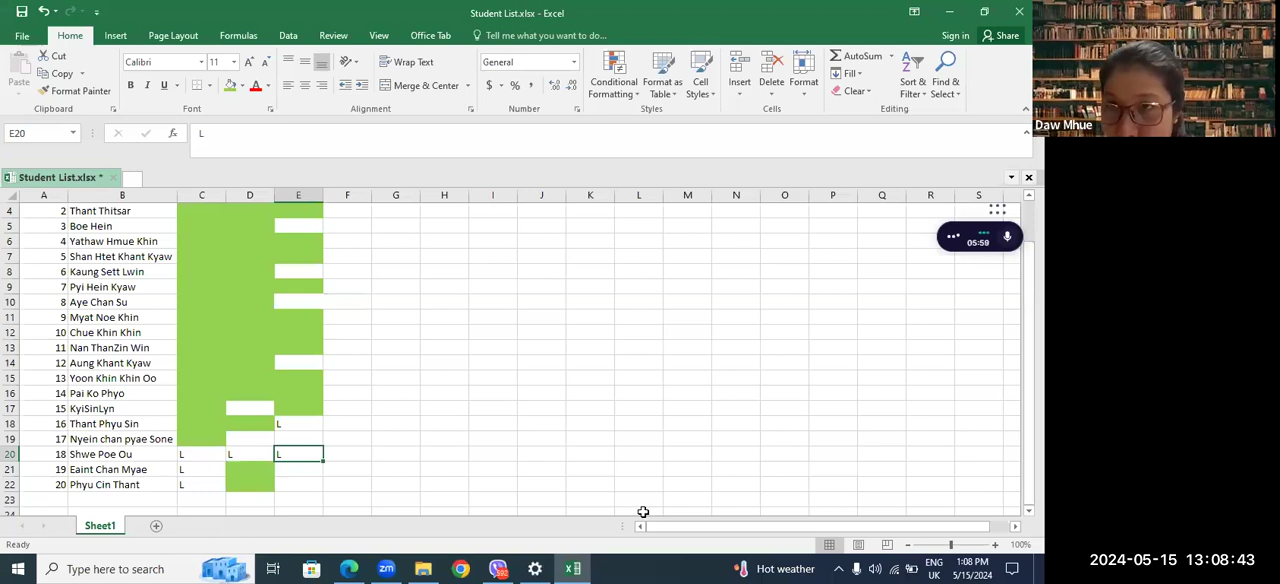 Student List.xlsx - Excel
File Home Insert Page Layout Formulas Data Review View Office Tab Tell me what you want to do... Sign in Share
Paste Cut Copy Format Painter Clipboard
Calibri 11 A A B I U A Font
Wrap Text Merge & Center Alignment
General $ % , Number
Conditional Formatting Format as Table Cell Styles Styles
Insert Delete Format Cells
AutoSum Fill Clear Sort & Filter Find & Select Editing
Daw Mhue
E20 fx L
Student List.xlsx *
A B C D E F G H I J K L M N O P Q R S
4 2 Thant Thitsar
5 3 Boe Hein
6 4 Yathaw Hmue Khin
7 5 Shan Htet Khant Kyaw
8 6 Kaung Sett Lwin
9 7 Pyi Hein Kyaw
10 8 Aye Chan Su
11 9 Myat Noe Khin
12 10 Chue Khin Khin
13 11 Nan ThanZin Win
14 12 Aung Khant Kyaw
15 13 Yoon Khin Khin Oo
16 14 Pai Ko Phyo
17 15 KyiSinLyn
18 16 Thant Phyu Sin L
19 17 Nyein chan pyae Sone
20 18 Shwe Poe Ou L L L
21 19 Eaint Chan Myae L
22 20 Phyu Cin Thant L
23
24
05:59
Sheet1
Ready 100%
Type here to search zm Hot weather ENG UK 1:08 PM 5/15/2024
2024-05-15 13:08:43